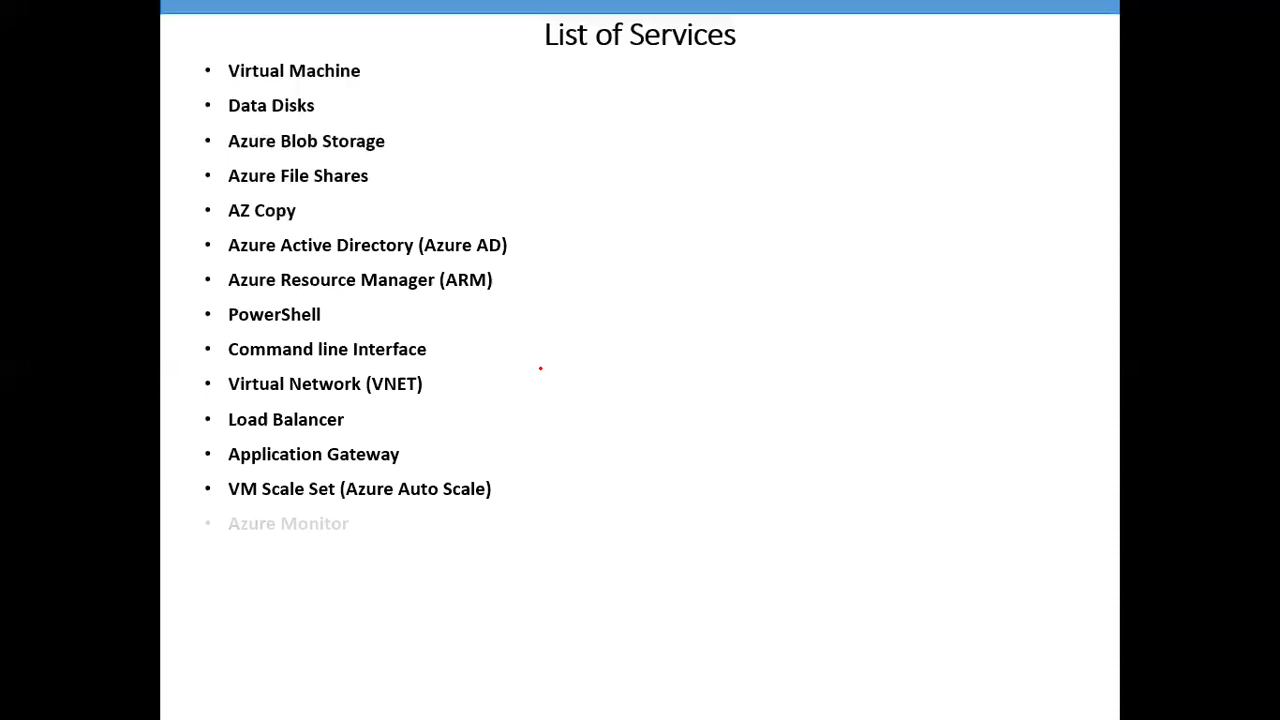 List of Services
• Virtual Machine
• Data Disks
• Azure Blob Storage
• Azure File Shares
• AZ Copy
• Azure Active Directory (Azure AD)
• Azure Resource Manager (ARM)
• PowerShell
• Command line Interface
• Virtual Network (VNET)
• Load Balancer
• Application Gateway
• VM Scale Set (Azure Auto Scale)
• Azure Monitor